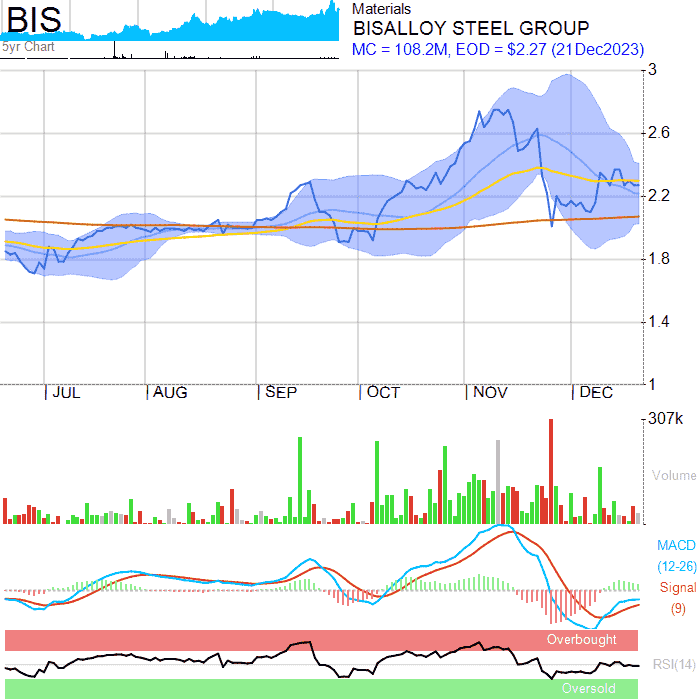 BIS
5yr Chart
Materials
BISALLOY STEEL GROUP
MC = 108.2M, EOD = $2.27 (21Dec2023)
3
2.6
2.2
1.8
1.4
1
JUL
AUG
SEP
OCT
NOV
DEC
307k
Volume
MACD
(12-26)
Signal
(9)
Overbought
RSI(14)
Oversold